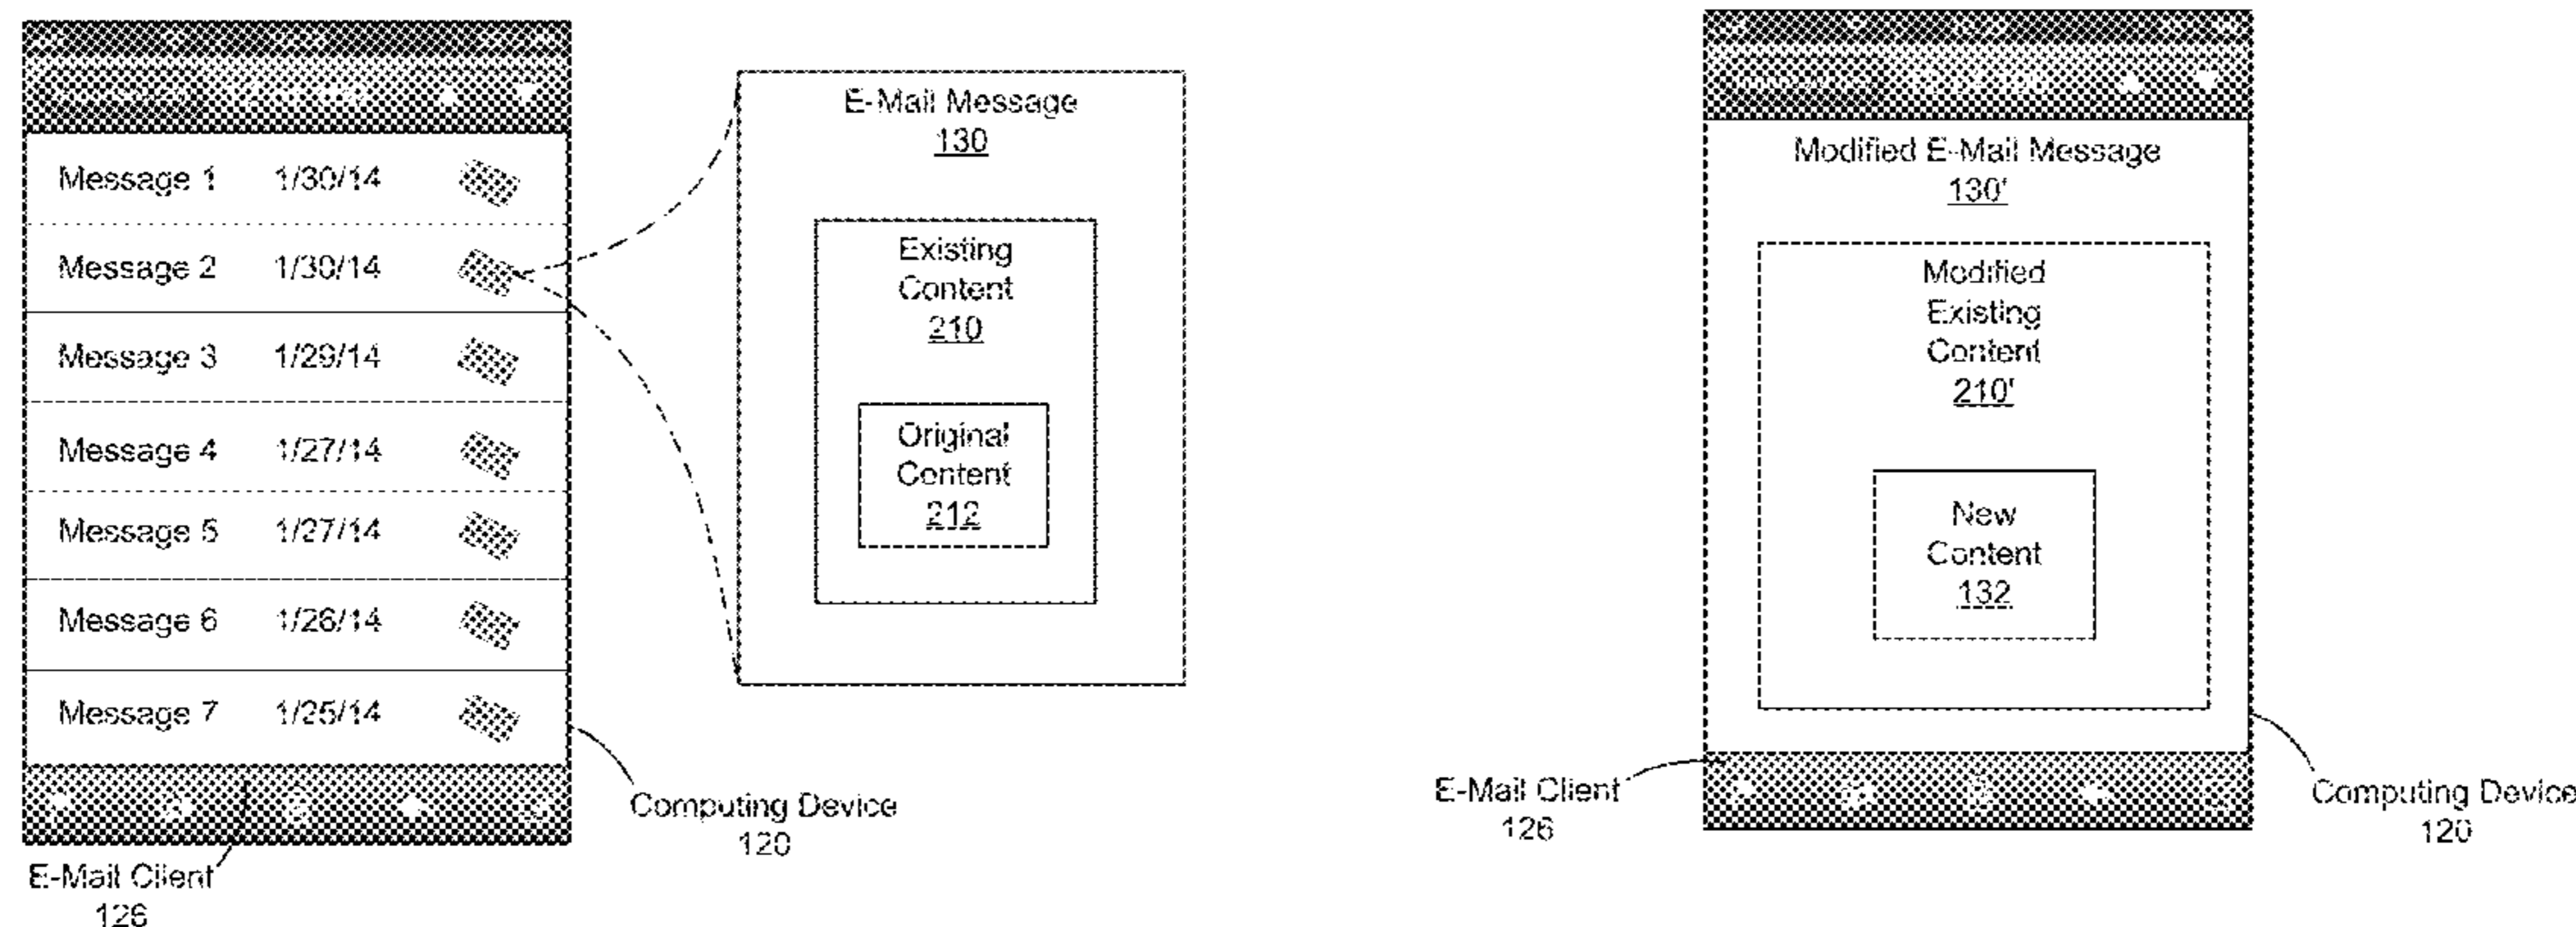 Message 1 1/30/14
Message 2 1/30/14
Message 3 1/29/14
Message 4 1/27/14
Message 5 1/27/14
Message 6 1/26/14
Message 7 1/25/14
E-Mail Client
126
Computing Device
120
E-Mail Message
130
Existing
Content
210
Original
Content
212
Modified E-Mail Message
130'
Modified
Existing
Content
210'
New
Content
132
E-Mail Client
126
Computing Device
120